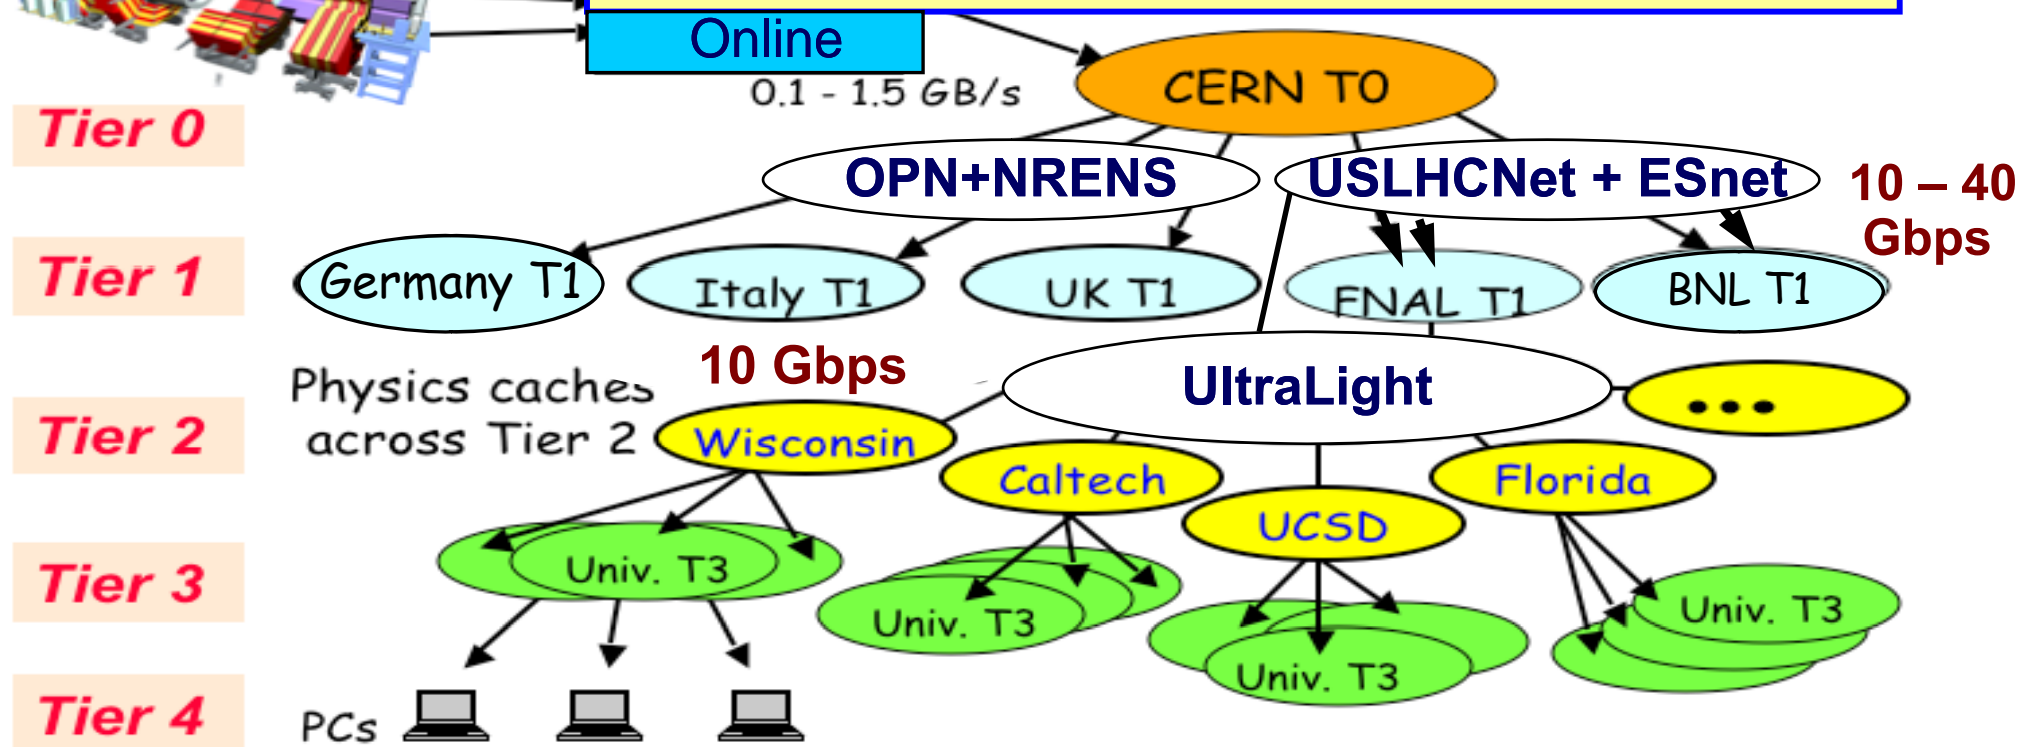 Online
0.1 - 1.5 GB/s
CERN T0
Tier 0
OPN+NRENS
USLHCNet + ESnet
10 – 40
Gbps
Tier 1
Germany T1
Italy T1
UK T1
FNAL T1
BNL T1
10 Gbps
Physics caches
across Tier 2
UltraLight
Tier 2
Wisconsin
•••
Caltech
Florida
UCSD
Tier 3
Univ. T3
Univ. T3
Univ. T3
Univ. T3
Tier 4
PCs